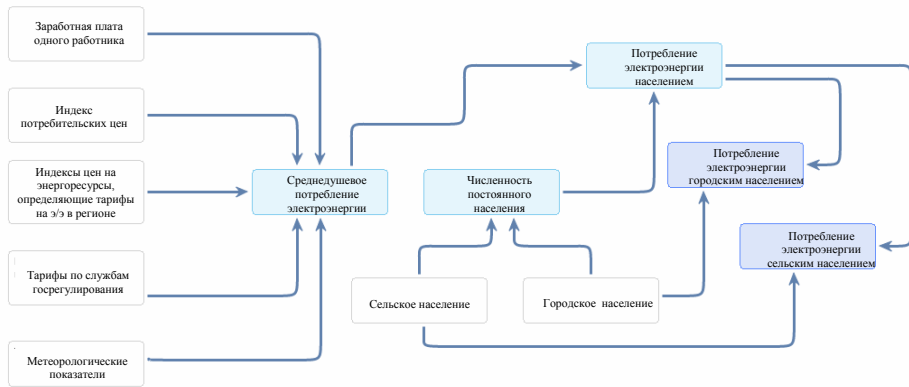 Заработная плата
одного работника
Индекс
потребительских цен
Индексы цен на
энергоресурсы,
определяющие тарифы
на э/э в регионе
Тарифы по службам
госрегулирования
Метеорологические
показатели
Среднедушевое
потребление
электроэнергии
Численность
постоянного
населения
Сельское население
Городское население
Потребление
электроэнергии
населением
Потребление
электроэнергии
городским населением
Потребление
электроэнергии
сельским населением